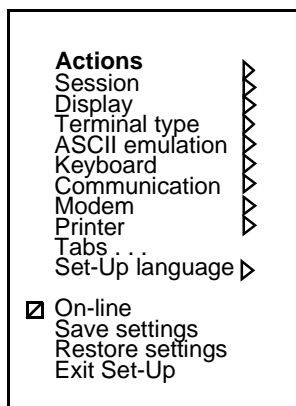 Actions
Session
Display
Terminal type
ASCII emulation
Keyboard
Communication
Modem
Printer
Tabs . . .
Set-Up language
On-line
Save settings
Restore settings
Exit Set-Up